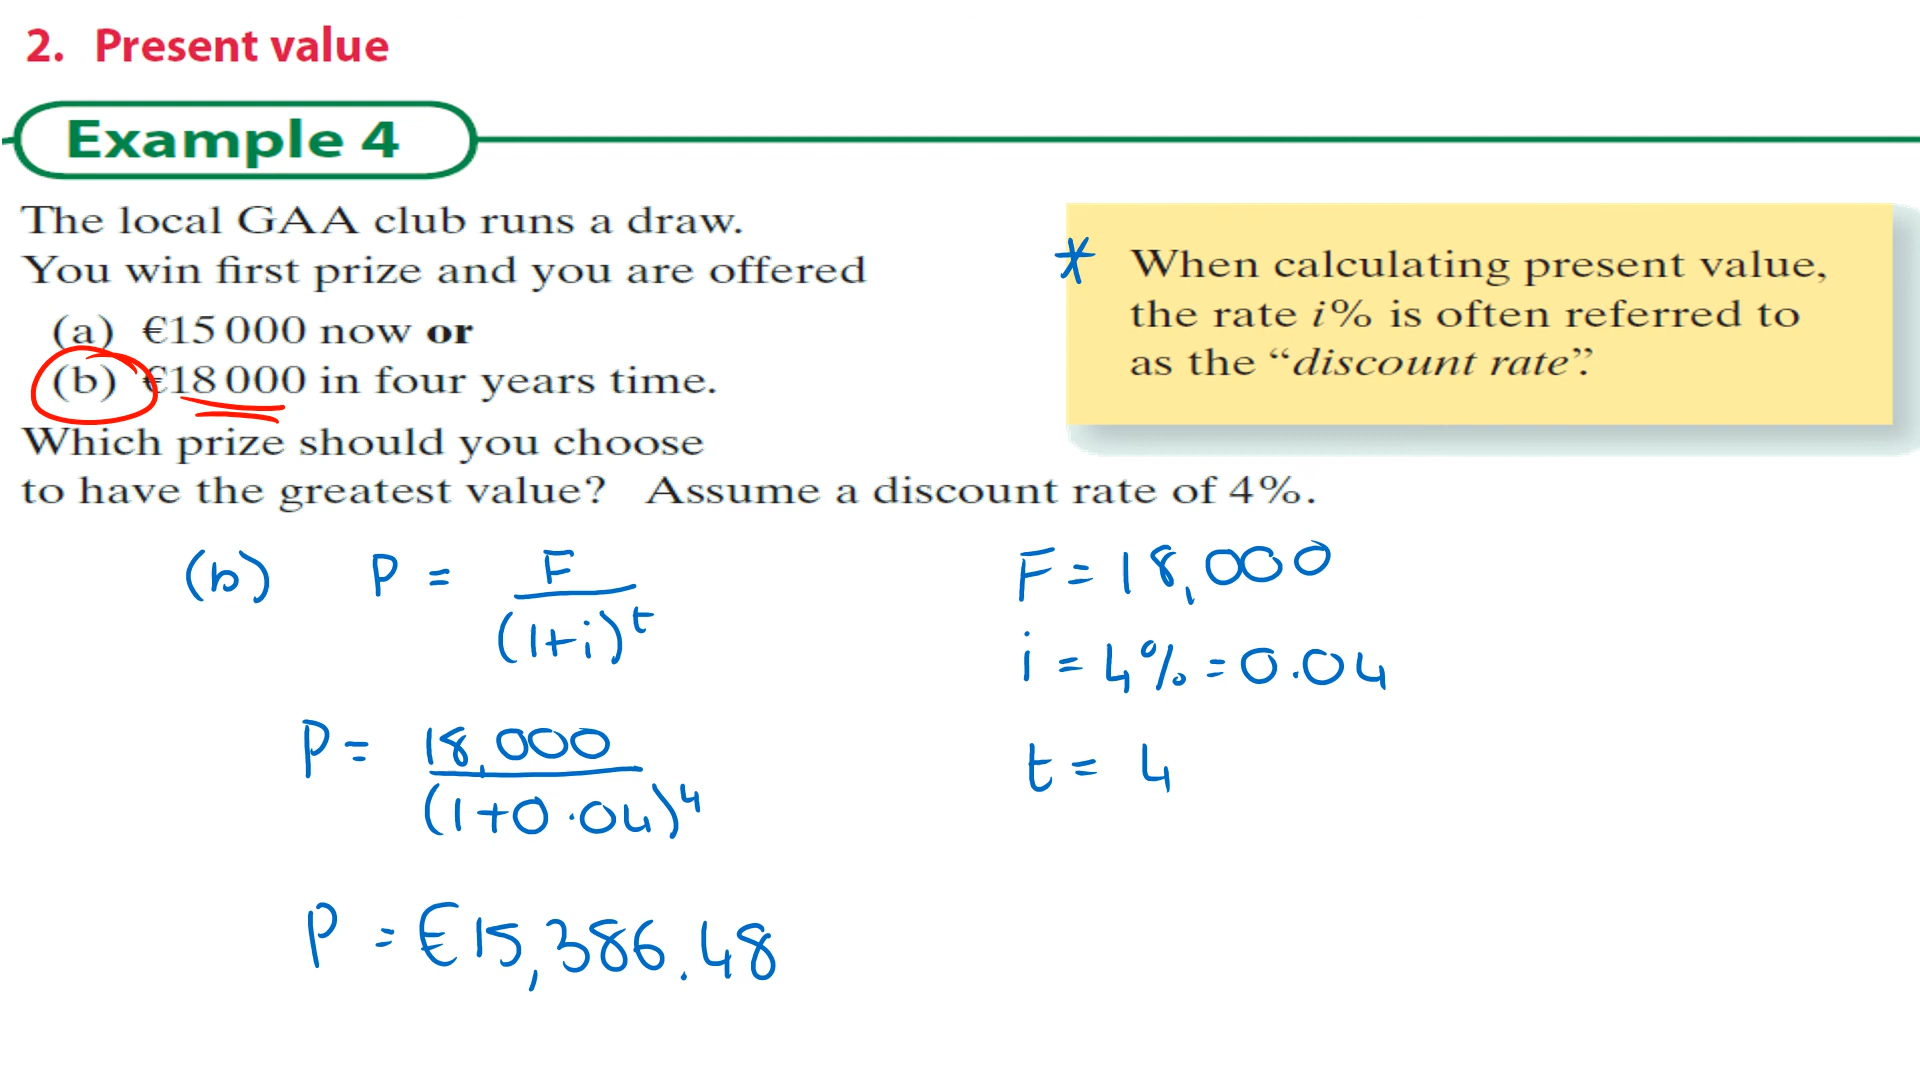 2. Present value
Example 4
The local GAA club runs a draw.
You win first prize and you are offered
(a) €15 000 now or
(b) €18 000 in four years time.
Which prize should you choose
to have the greatest value? Assume a discount rate of 4%.
* When calculating present value,
the rate i% is often referred to
as the “discount rate”.
(b) P = F
(1+i)^t
P = 18,000
(1+0.04)^4
P = €15,386.48
F = 18,000
i = 4% = 0.04
t = 4